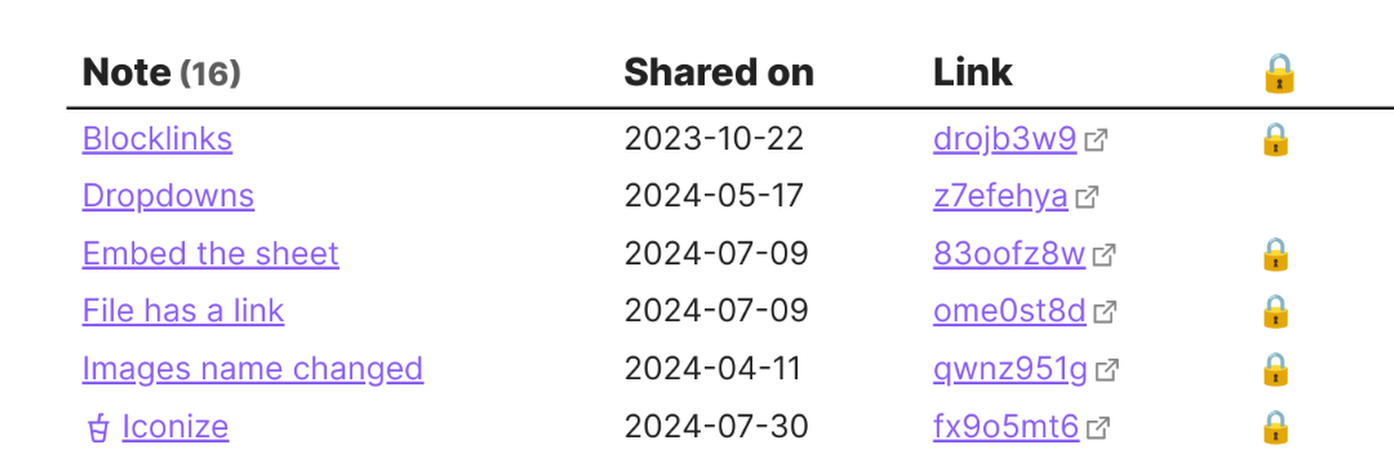 Note (16) Shared on Link 🔒
Blocklinks 2023-10-22 drojb3w9 🔒
Dropdowns 2024-05-17 z7efehya
Embed the sheet 2024-07-09 83oofz8w 🔒
File has a link 2024-07-09 ome0st8d 🔒
Images name changed 2024-04-11 qwnz951g 🔒
Iconize 2024-07-30 fx9o5mt6 🔒